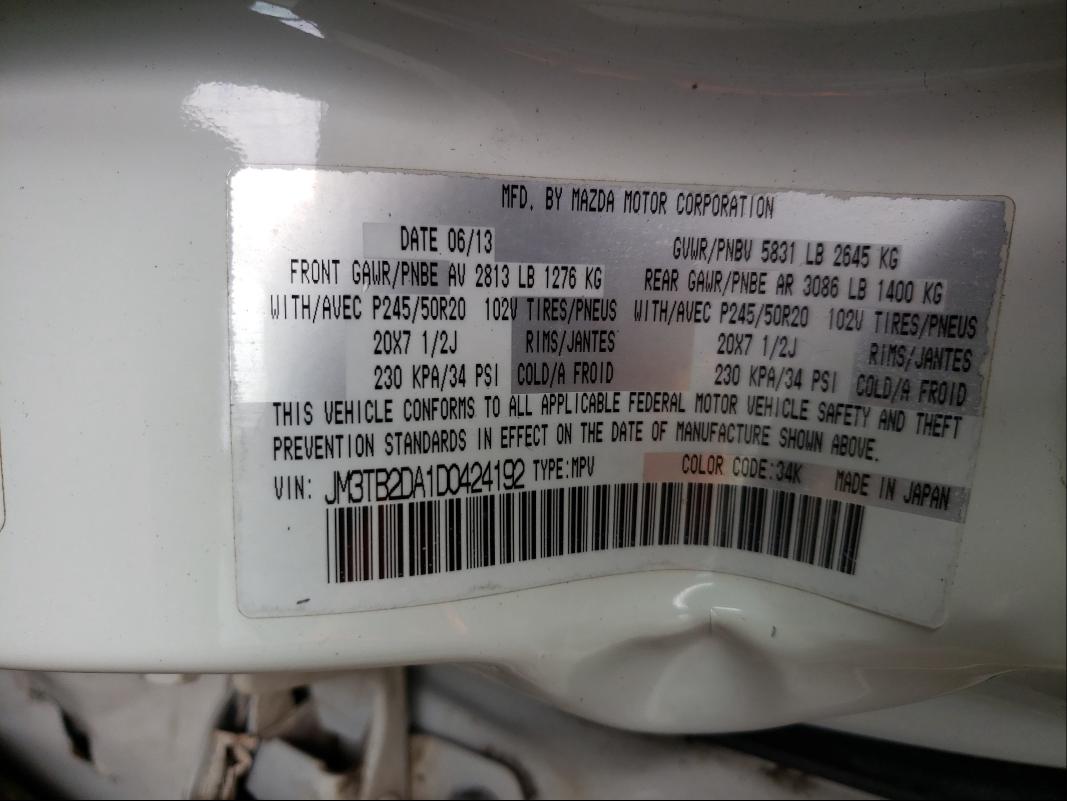 MFD. BY MAZDA MOTOR CORPORATION
DATE 06/13 GVWR/PNBV 5831 LB 2645 KG
FRONT GAWR/PNBE AV 2813 LB 1276 KG REAR GAWR/PNBE AR 3086 LB 1400 KG
WITH/AVEC P245/50R20 102V TIRES/PNEUS WITH/AVEC P245/50R20 102V TIRES/PNEUS
20X7 1/2J RIMS/JANTES 20X7 1/2J RIMS/JANTES
230 KPA/34 PSI COLD/A FROID 230 KPA/34 PSI COLD/A FROID
THIS VEHICLE CONFORMS TO ALL APPLICABLE FEDERAL MOTOR VEHICLE SAFETY AND THEFT
PREVENTION STANDARDS IN EFFECT ON THE DATE OF MANUFACTURE SHOWN ABOVE.
VIN: JM3TB2DA1D0424192 TYPE:MPV COLOR CODE:34K MADE IN JAPAN